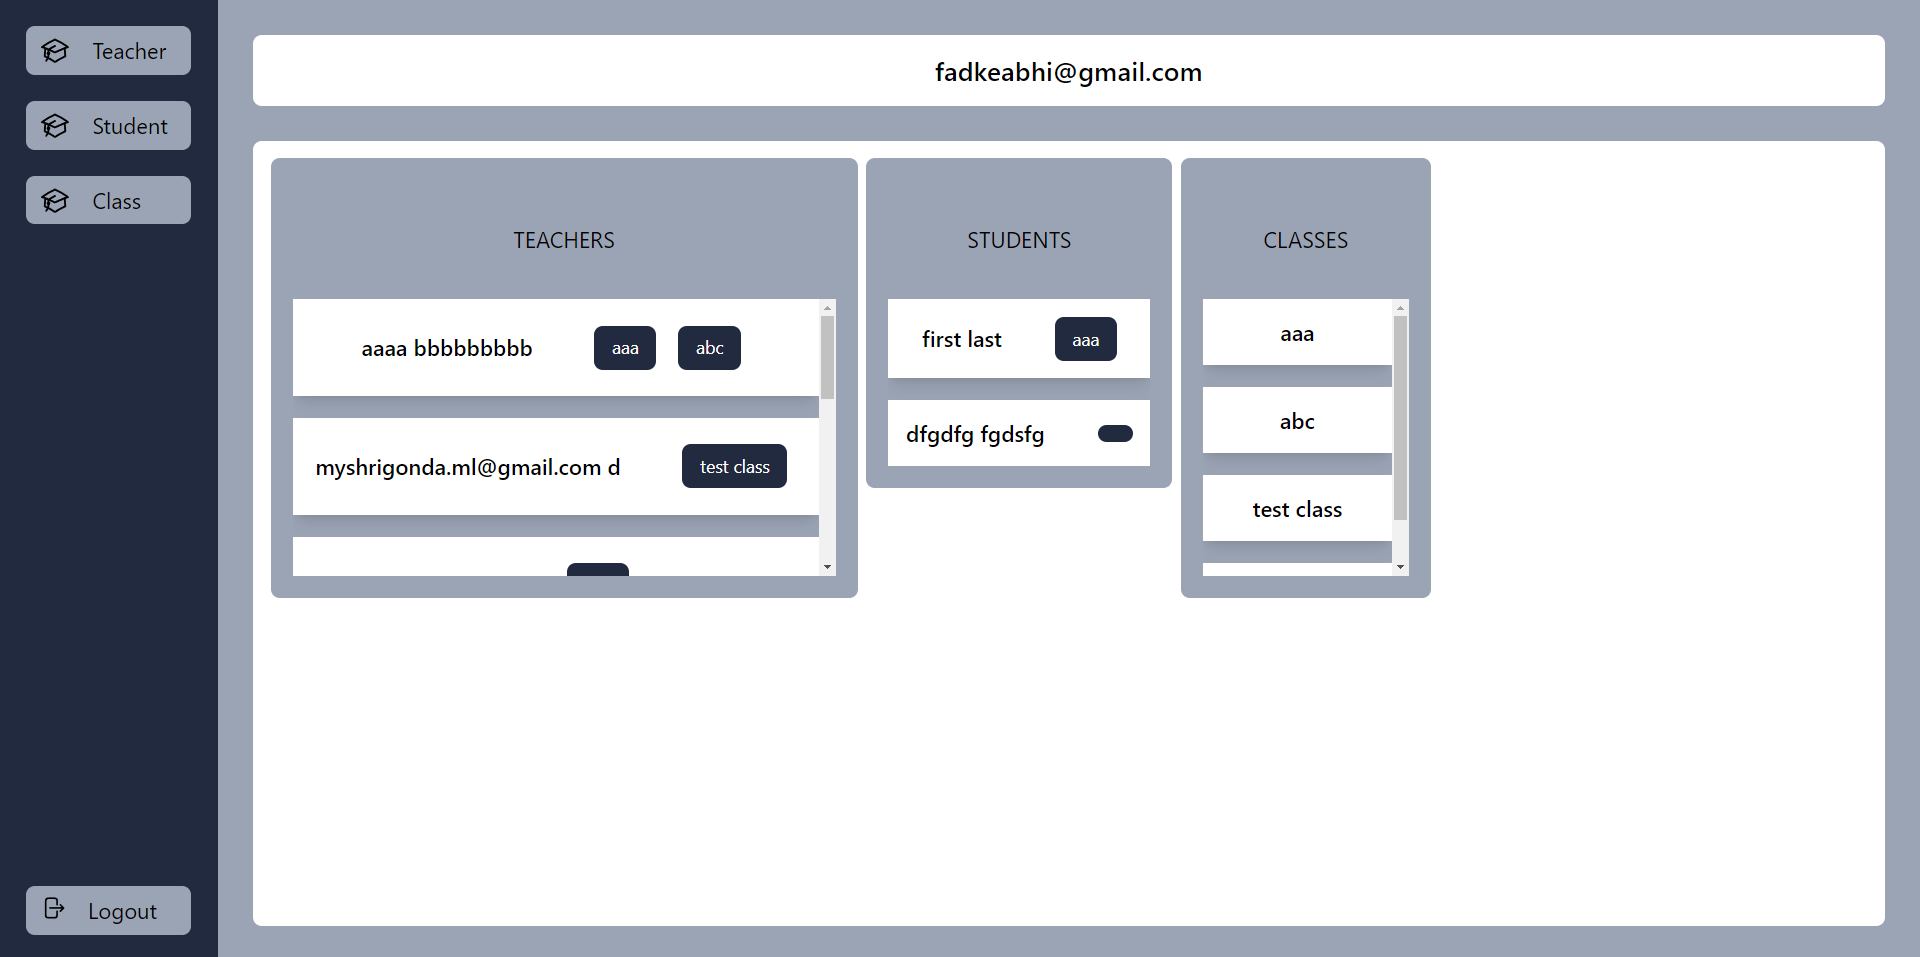 Teacher
Student
Class
Logout
fadkeabhi@gmail.com
TEACHERS
aaaa bbbbbbbbb aaa abc
myshrigonda.ml@gmail.com d test class
STUDENTS
first last aaa
dfgdfg fgdsfg
CLASSES
aaa
abc
test class